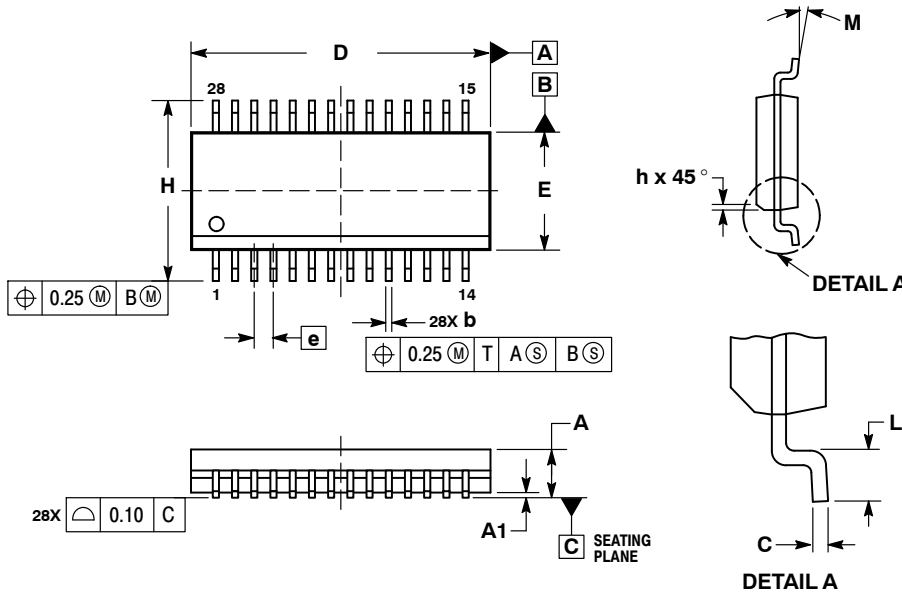 D
A
B
M
28
15
H
E
h x 45°
1
14
⌖ 0.25 Ⓜ B Ⓜ
e
28X b
⌖ 0.25 Ⓜ T A Ⓢ B Ⓢ
DETAIL A
A
L
28X ⌓ 0.10 C
A1
C SEATING
PLANE
C
DETAIL A